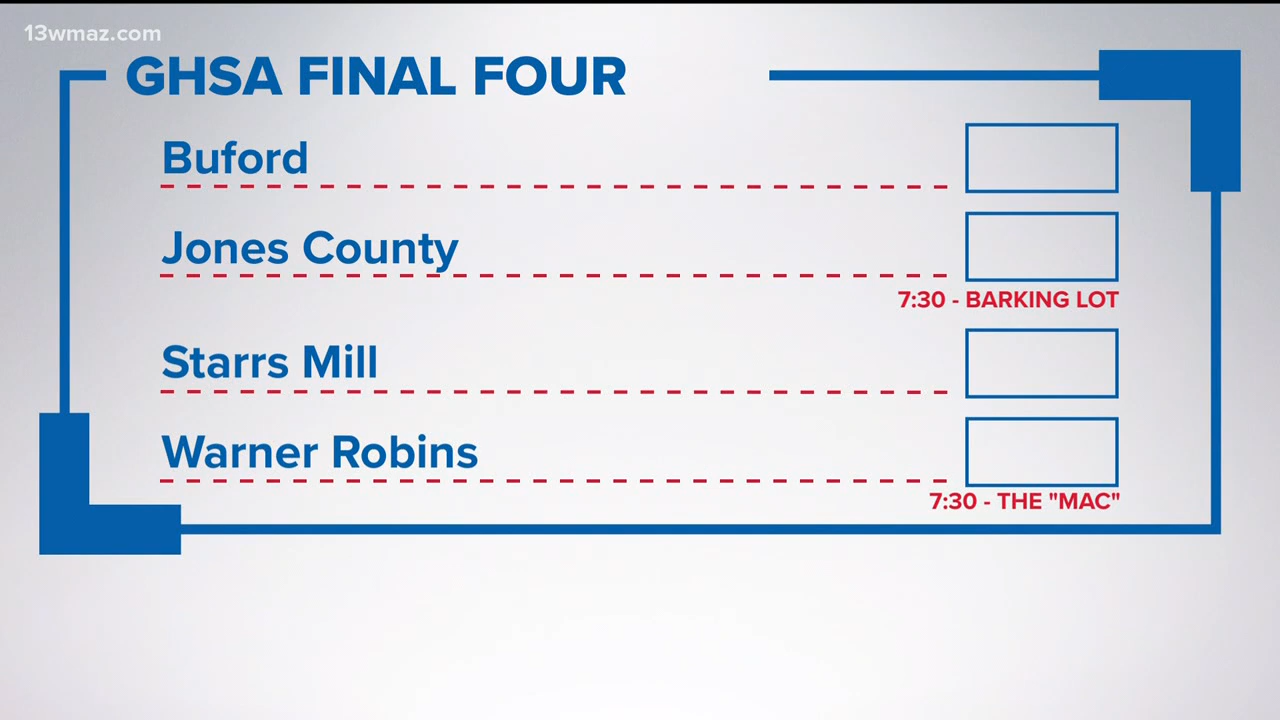 13wmaz.com
GHSA FINAL FOUR
Buford
Jones County
7:30 - BARKING LOT
Starrs Mill
Warner Robins
7:30 - THE "MAC"